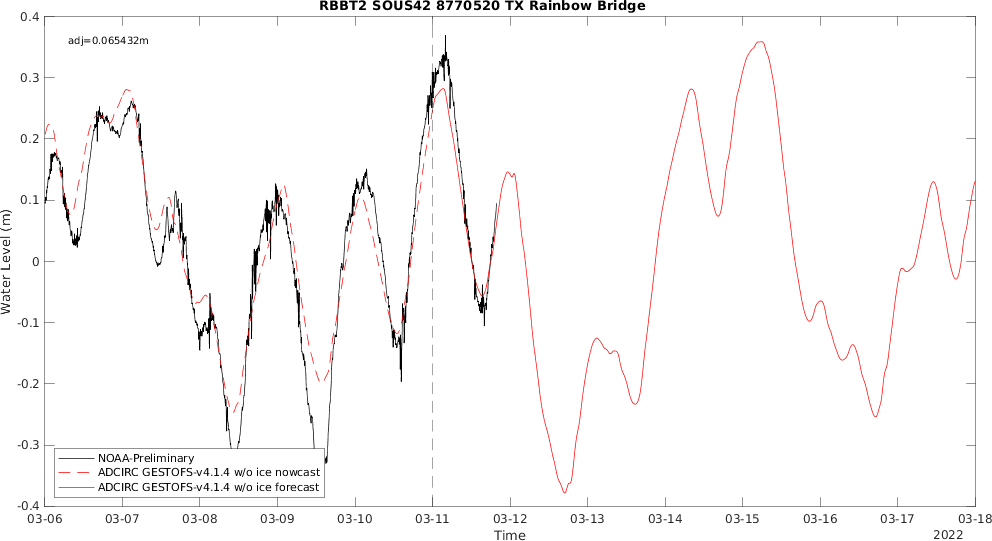 RBBT2 SOUS42 8770520 TX Rainbow Bridge
adj=0.065432m
0.4
0.3
0.2
0.1
0
-0.1
-0.2
-0.3
-0.4
Water Level (m)
NOAA-Preliminary
ADCIRC GESTOFS-v4.1.4 w/o ice nowcast
ADCIRC GESTOFS-v4.1.4 w/o ice forecast
03-06 03-07 03-08 03-09 03-10 03-11 03-12 03-13 03-14 03-15 03-16 03-17 03-18
Time
2022